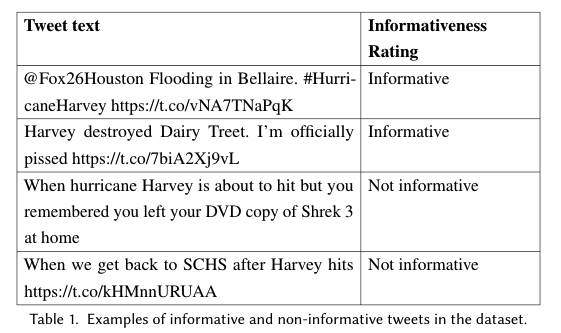 Tweet text
Informativeness
Rating
@Fox26Houston Flooding in Bellaire. #Hurri-
caneHarvey https://t.co/vNA7TNaPqK
Informative
Harvey destroyed Dairy Treet. I'm officially
pissed https://t.co/7biA2Xj9vL
Informative
When hurricane Harvey is about to hit but you
remembered you left your DVD copy of Shrek 3
at home
Not informative
When we get back to SCHS after Harvey hits
https://t.co/kHMnnURUAA
Not informative
Table 1. Examples of informative and non-informative tweets in the dataset.